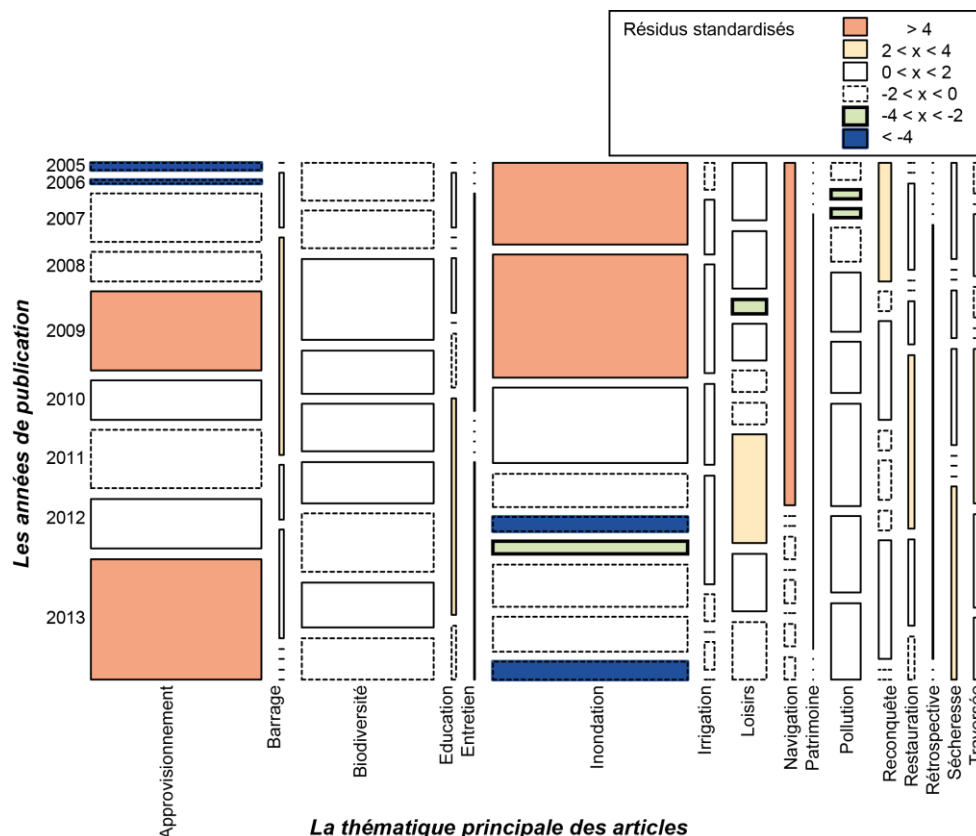 Résidus standardisés
> 4
2 < x < 4
0 < x < 2
-2 < x < 0
-4 < x < -2
< -4
Les années de publication
2005
2006
2007
2008
2009
2010
2011
2012
2013
Approvisionnement
Barrage
Biodiversité
Education
Entretien
Inondation
Irrigation
Loisirs
Navigation
Patrimoine
Pollution
Reconquête
Restauration
Rétrospective
Sécheresse
Traversée
La thématique principale des articles